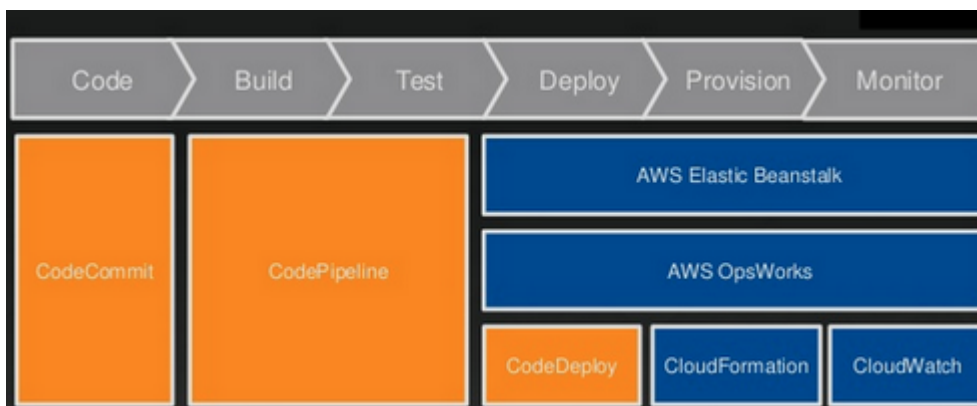 Code Build Test Deploy Provision Monitor
AWS Elastic Beanstalk
CodeCommit CodePipeline AWS OpsWorks
CodeDeploy CloudFormation CloudWatch